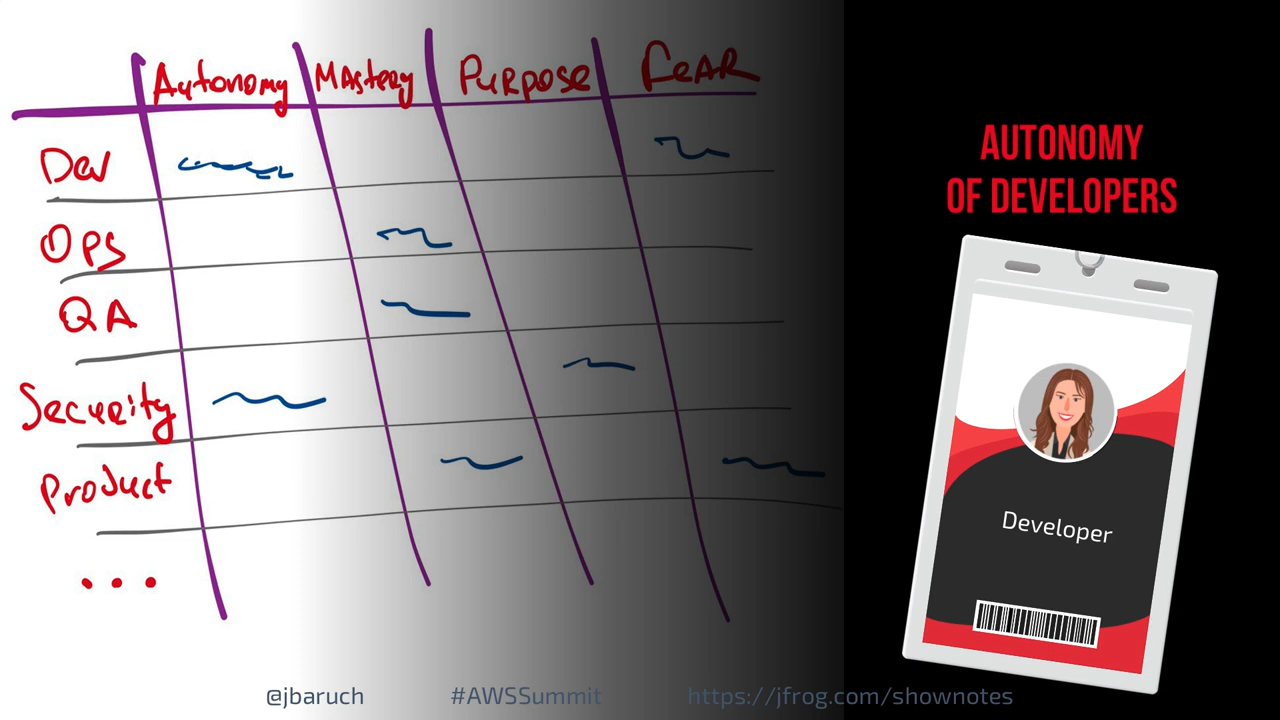 Autonomy Mastery Purpose FeAR
Dev
Ops
QA
Security
Product
...
AUTONOMY
OF DEVELOPERS
Developer
@jbaruch #AWSSummit https://jfrog.com/shownotes